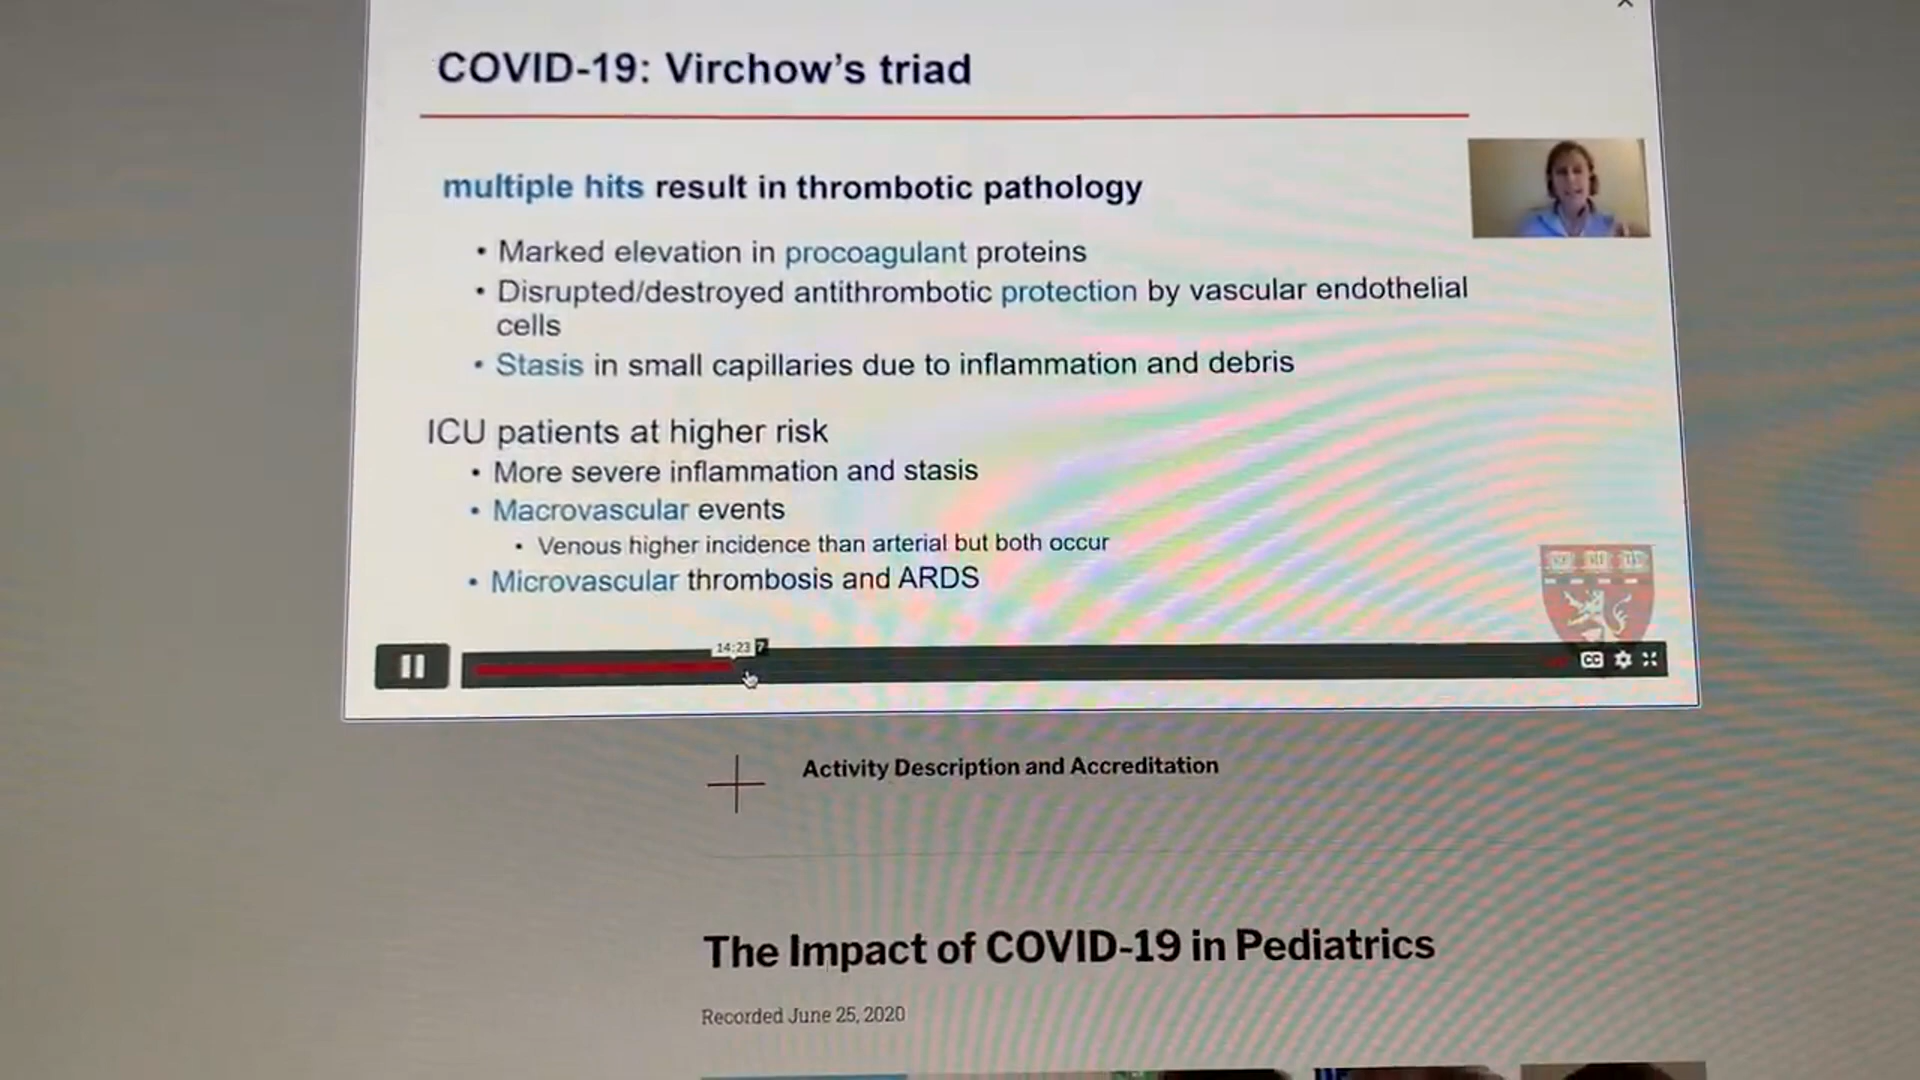 COVID-19: Virchow's triad
multiple hits result in thrombotic pathology
• Marked elevation in procoagulant proteins
• Disrupted/destroyed antithrombotic protection by vascular endothelial
cells
• Stasis in small capillaries due to inflammation and debris
ICU patients at higher risk
• More severe inflammation and stasis
• Macrovascular events
• Venous higher incidence than arterial but both occur
• Microvascular thrombosis and ARDS
14:23
CC
Activity Description and Accreditation
The Impact of COVID-19 in Pediatrics
Recorded June 25, 2020